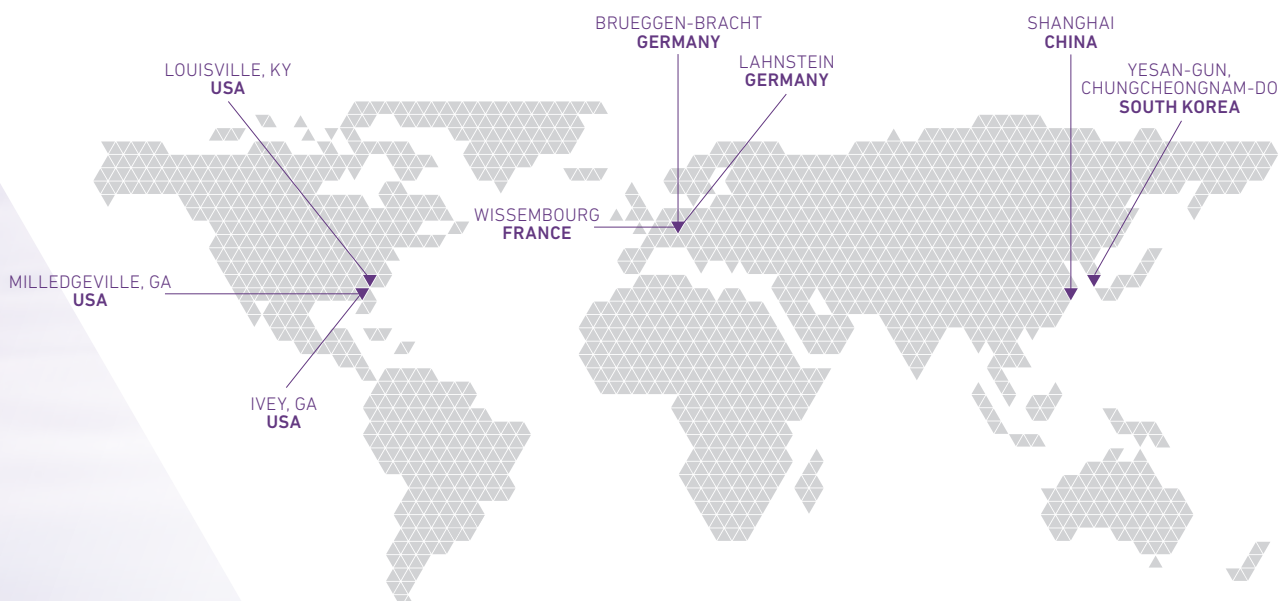 BRUEGGEN-BRACHT
GERMANY
SHANGHAI
CHINA
LOUISVILLE, KY
USA
LAHNSTEIN
GERMANY
YESAN-GUN,
CHUNGCHEONGNAM-DO
SOUTH KOREA
WISSEMBOURG
FRANCE
MILLEDGEVILLE, GA
USA
IVEY, GA
USA